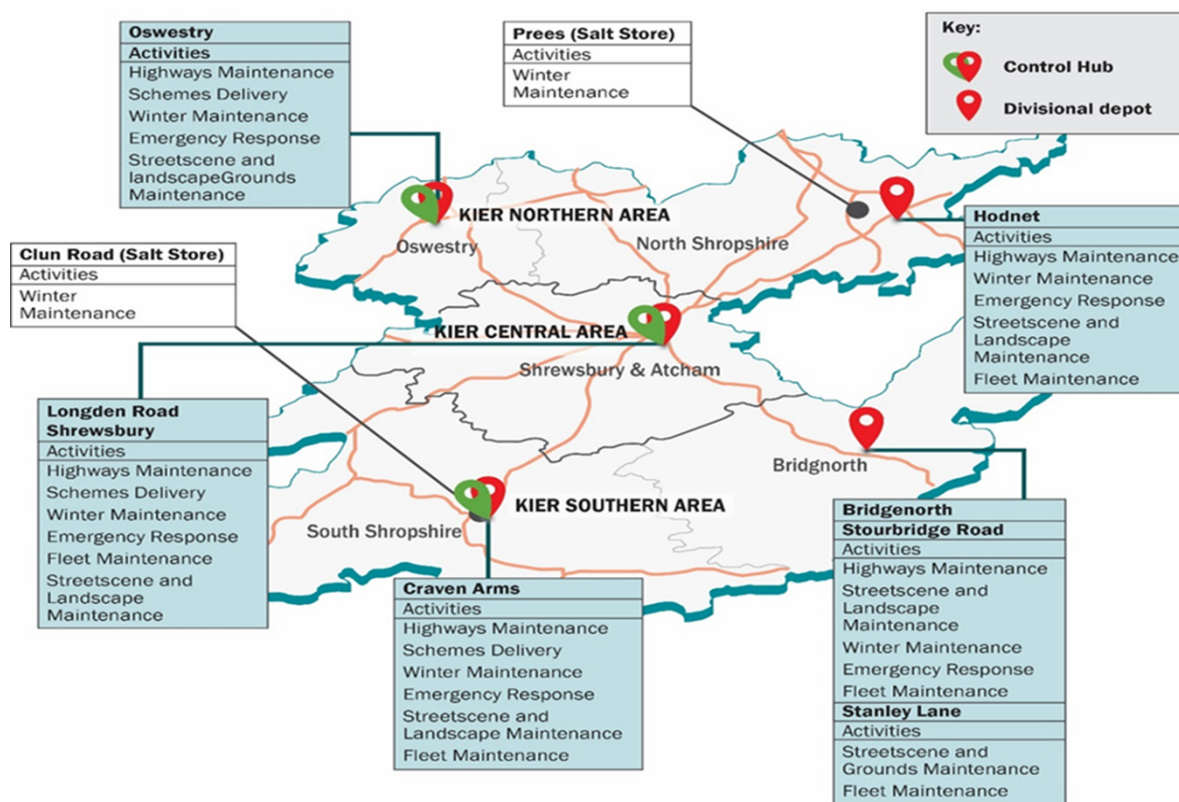 Oswestry
Activities
Highways Maintenance
Schemes Delivery
Winter Maintenance
Emergency Response
Streetscene and
landscapeGrounds
Maintenance
Prees (Salt Store)
Activities
Winter
Maintenance
Key:
Control Hub
Divisional depot
KIER NORTHERN AREA
Oswestry
North Shropshire
Hodnet
Activities
Highways Maintenance
Winter Maintenance
Emergency Response
Streetscene and
Landscape
Maintenance
Fleet Maintenance
Clun Road (Salt Store)
Activities
Winter
Maintenance
KIER CENTRAL AREA
Shrewsbury & Atcham
Longden Road
Shrewsbury
Activities
Highways Maintenance
Schemes Delivery
Winter Maintenance
Emergency Response
Fleet Maintenance
Streetscene and
Landscape
Maintenance
Bridgnorth
KIER SOUTHERN AREA
South Shropshire
Craven Arms
Activities
Highways Maintenance
Schemes Delivery
Winter Maintenance
Emergency Response
Streetscene and
Landscape Maintenance
Fleet Maintenance
Bridgenorth
Stourbridge Road
Activities
Highways Maintenance
Streetscene and
Landscape
Maintenance
Winter Maintenance
Emergency Response
Fleet Maintenance
Stanley Lane
Activities
Streetscene and
Grounds Maintenance
Fleet Maintenance